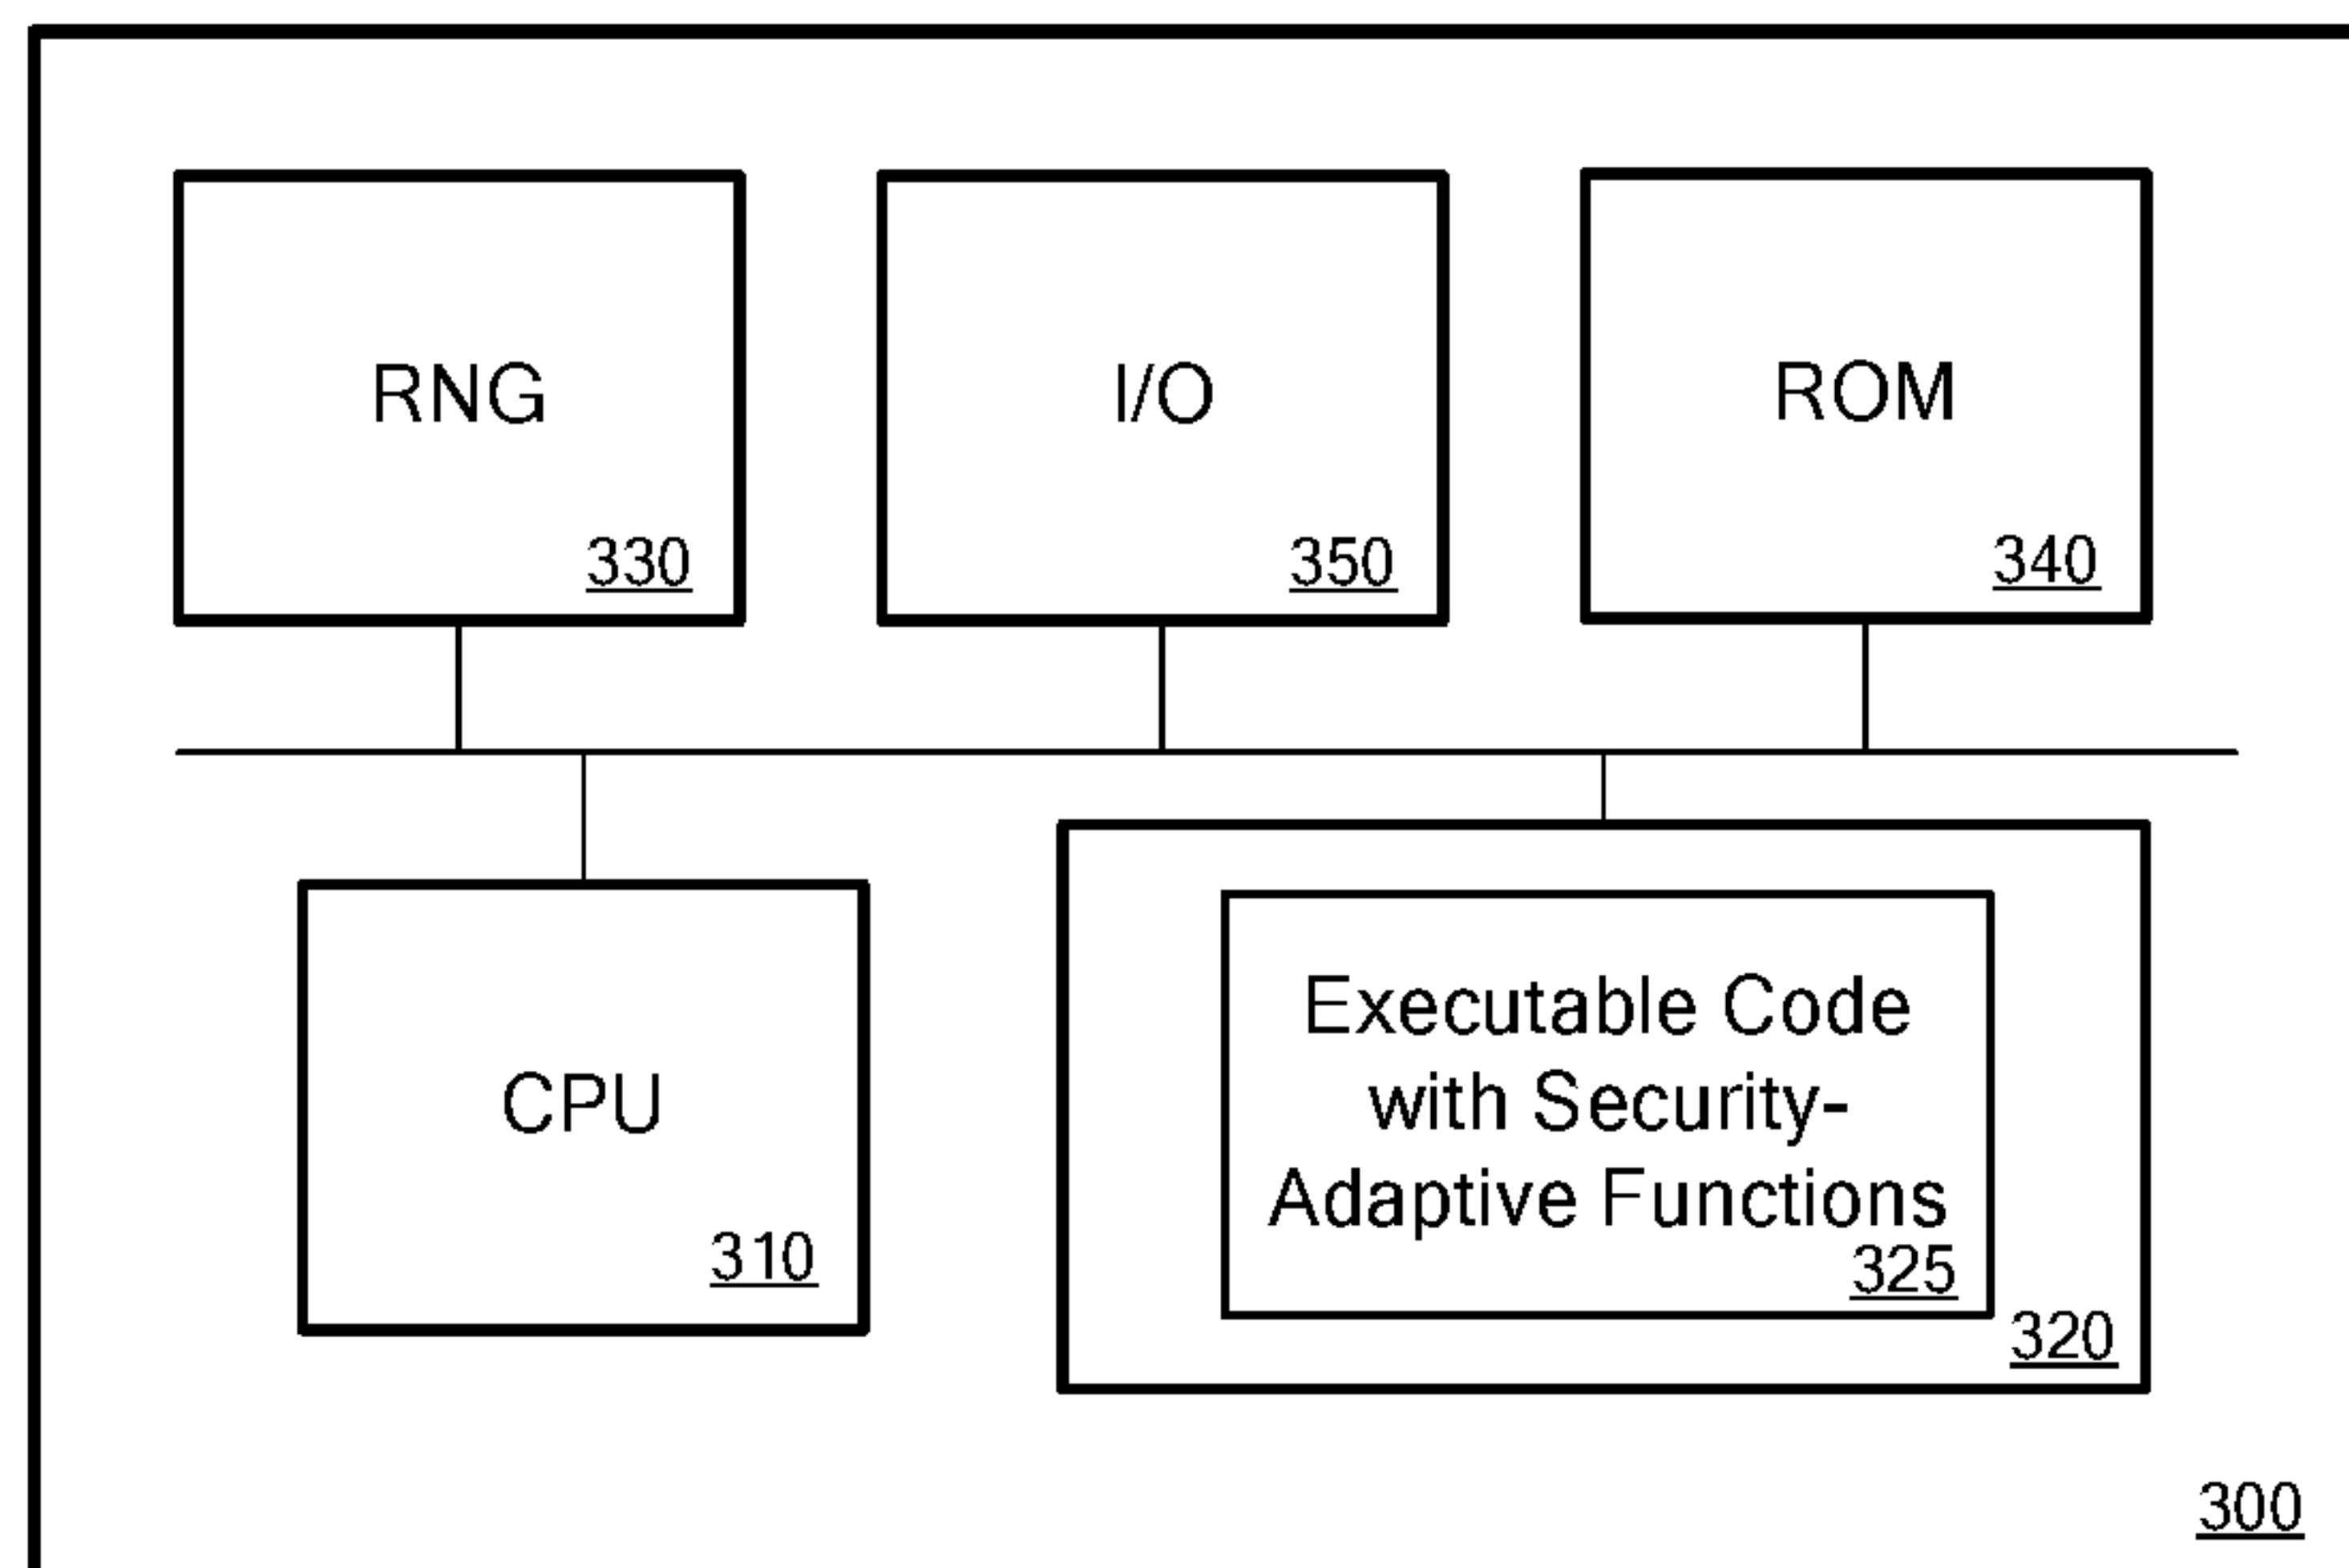 RNG
330
I/O
350
ROM
340
CPU
310
Executable Code
with Security-
Adaptive Functions
325
320
300